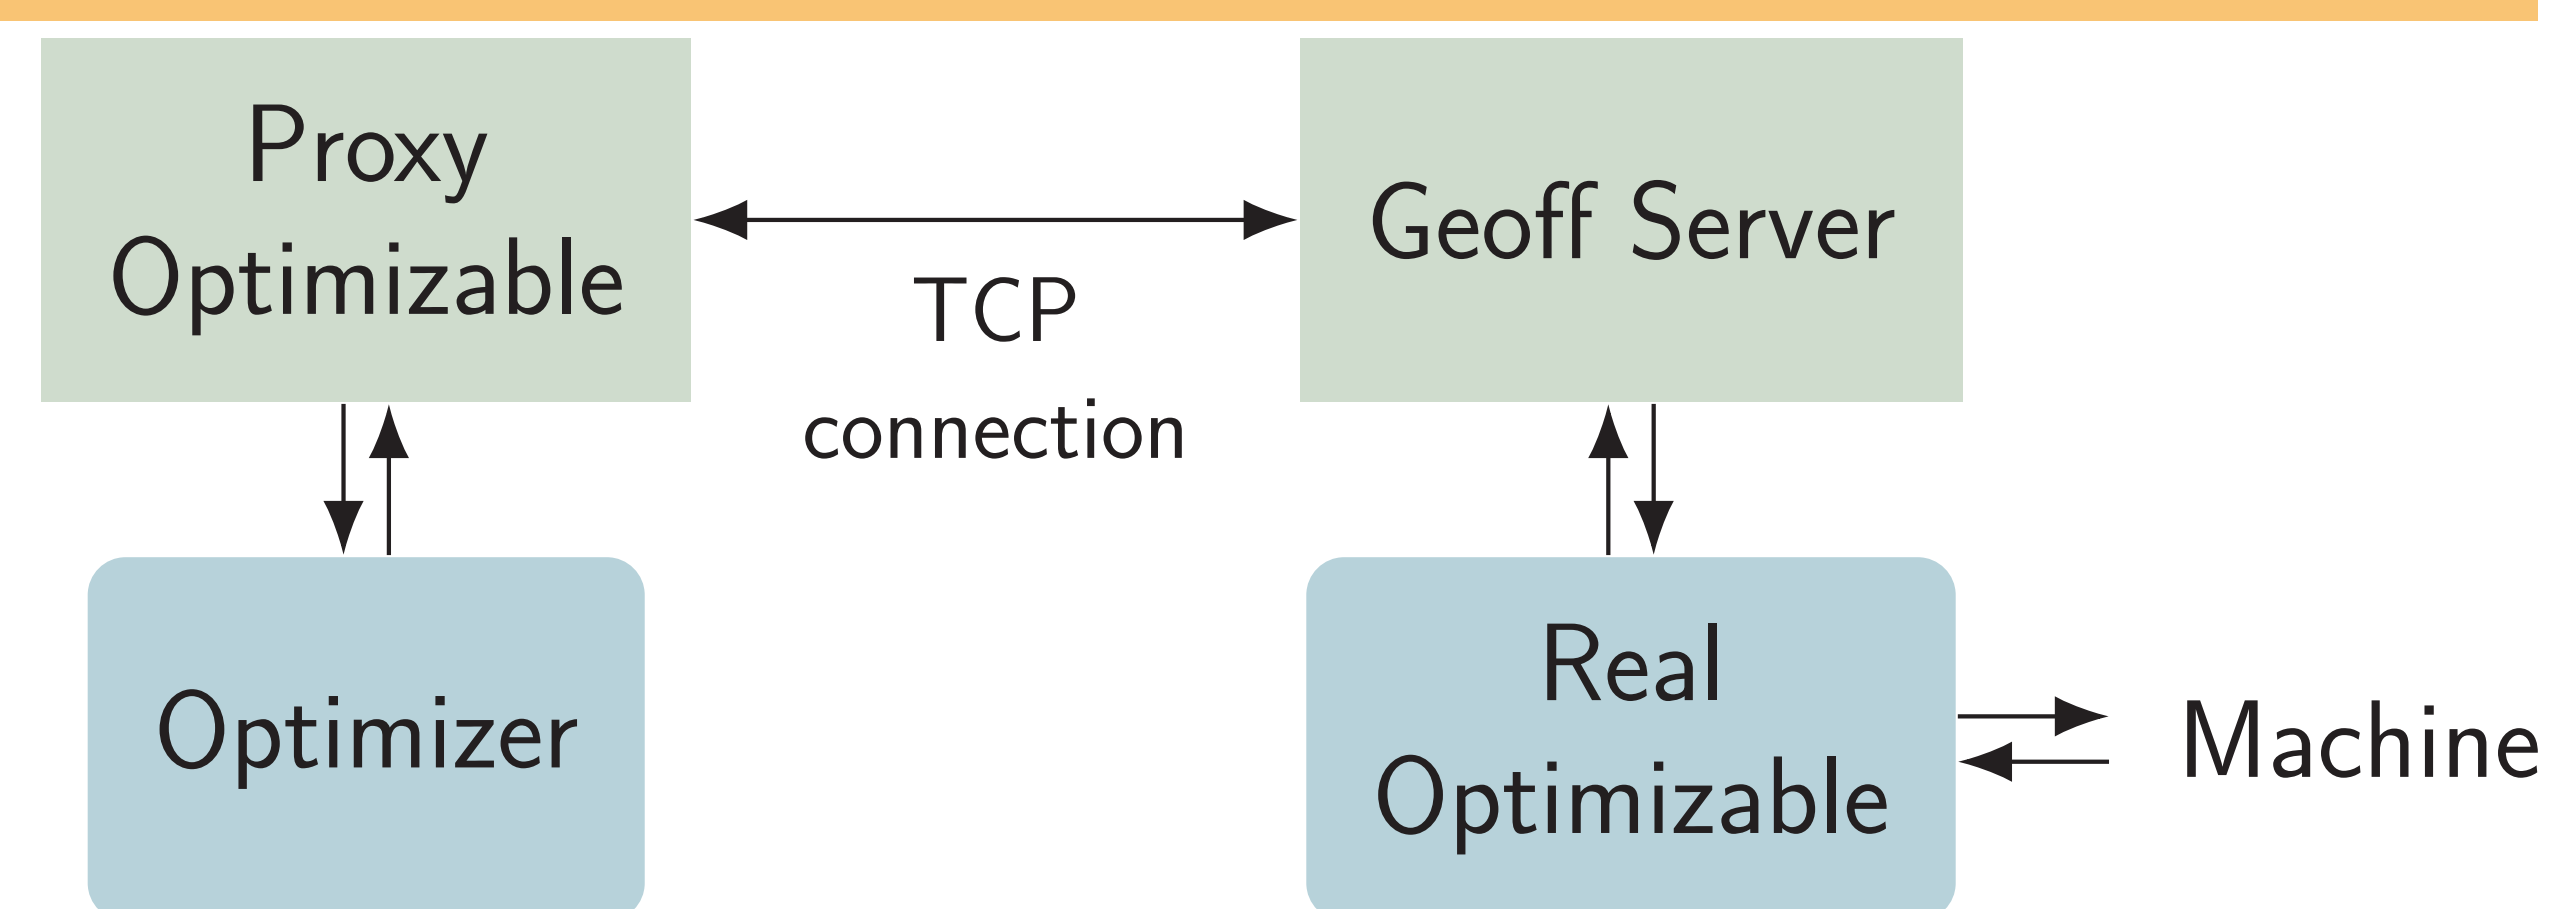 Proxy
Optimizable
Geoff Server
TCP
connection
Optimizer
Real
Optimizable
Machine